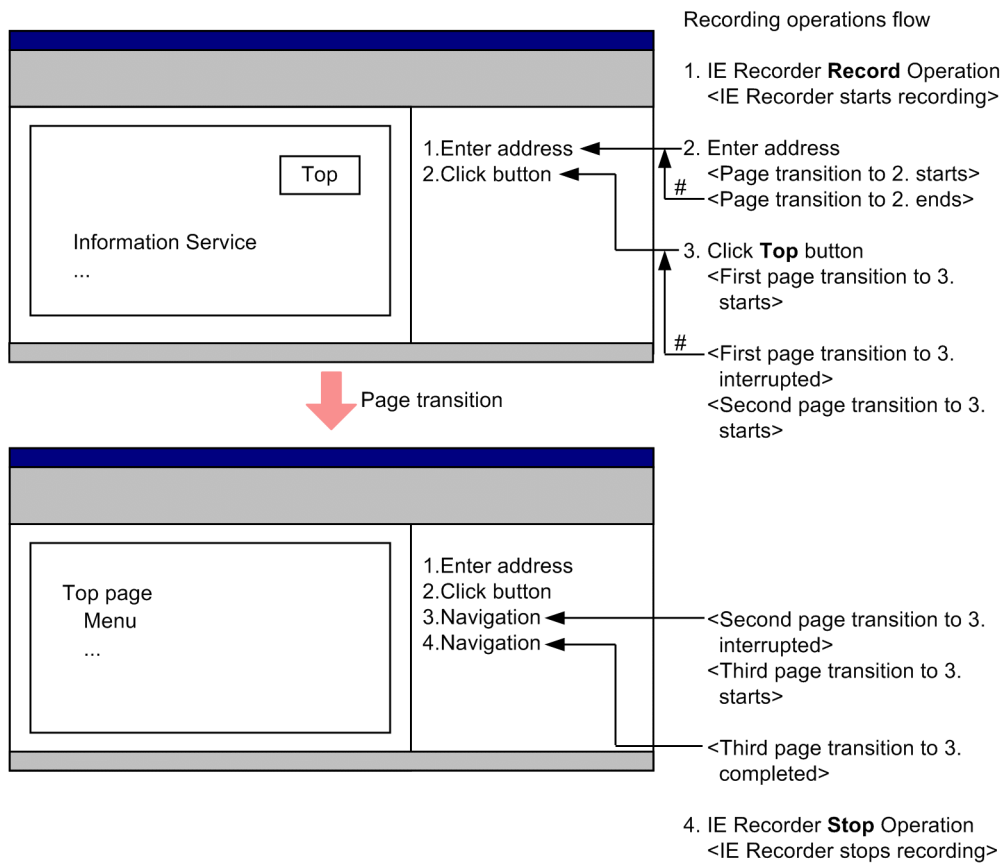 Recording operations flow
1. IE Recorder Record Operation
<IE Recorder starts recording>
1.Enter address
2.Click button
Top
Information Service
...
2. Enter address
<Page transition to 2. starts>
#
<Page transition to 2. ends>
3. Click Top button
<First page transition to 3.
starts>
#
<First page transition to 3.
interrupted>
<Second page transition to 3.
starts>
Page transition
Top page
Menu
...
1.Enter address
2.Click button
3.Navigation
4.Navigation
<Second page transition to 3.
interrupted>
<Third page transition to 3.
starts>
<Third page transition to 3.
completed>
4. IE Recorder Stop Operation
<IE Recorder stops recording>